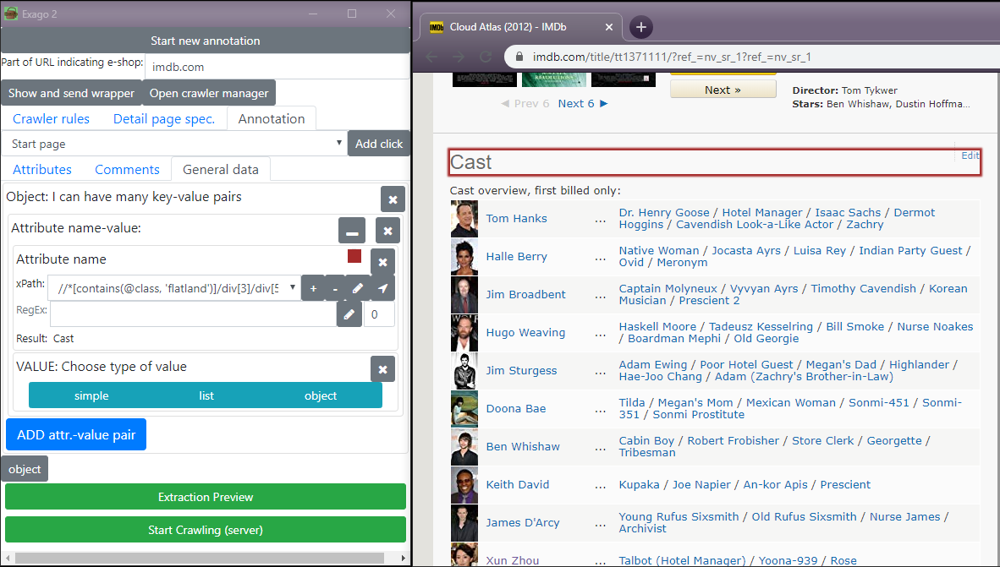 Exago 2
Start new annotation
Part of URL indicating e-shop: imdb.com
Show and send wrapper Open crawler manager
Crawler rules Detail page spec. Annotation
Start page Add click
Attributes Comments General data
Object: I can have many key-value pairs
Attribute name-value:
Attribute name
xPath: //*[contains(@class, 'flatland')]/div[3]/div[5 + -
RegEx: 0
Result: Cast
VALUE: Choose type of value
simple list object
ADD attr.-value pair
object
Extraction Preview
Start Crawling (server)
IMDb Cloud Atlas (2012) - IMDb
imdb.com/title/tt1371111/?ref_=nv_sr_1?ref_=nv_sr_1
◀ Prev 6 Next 6 ▶
Next »
Director: Tom Tykwer
Stars: Ben Whishaw, Dustin Hoffma...
Cast Edit
Cast overview, first billed only:
Tom Hanks ... Dr. Henry Goose / Hotel Manager / Isaac Sachs / Dermot
Hoggins / Cavendish Look-a-Like Actor / Zachry
Halle Berry ... Native Woman / Jocasta Ayrs / Luisa Rey / Indian Party Guest /
Ovid / Meronym
Jim Broadbent ... Captain Molyneux / Vyvyan Ayrs / Timothy Cavendish / Korean
Musician / Prescient 2
Hugo Weaving ... Haskell Moore / Tadeusz Kesselring / Bill Smoke / Nurse Noakes
/ Boardman Mephi / Old Georgie
Jim Sturgess ... Adam Ewing / Poor Hotel Guest / Megan's Dad / Highlander /
Hae-Joo Chang / Adam (Zachry's Brother-in-Law)
Doona Bae ... Tilda / Megan's Mom / Mexican Woman / Sonmi-451 / Sonmi-
351 / Sonmi Prostitute
Ben Whishaw ... Cabin Boy / Robert Frobisher / Store Clerk / Georgette /
Tribesman
Keith David ... Kupaka / Joe Napier / An-kor Apis / Prescient
James D'Arcy ... Young Rufus Sixsmith / Old Rufus Sixsmith / Nurse James /
Archivist
Xun Zhou ... Talbot (Hotel Manager) / Yoona-939 / Rose